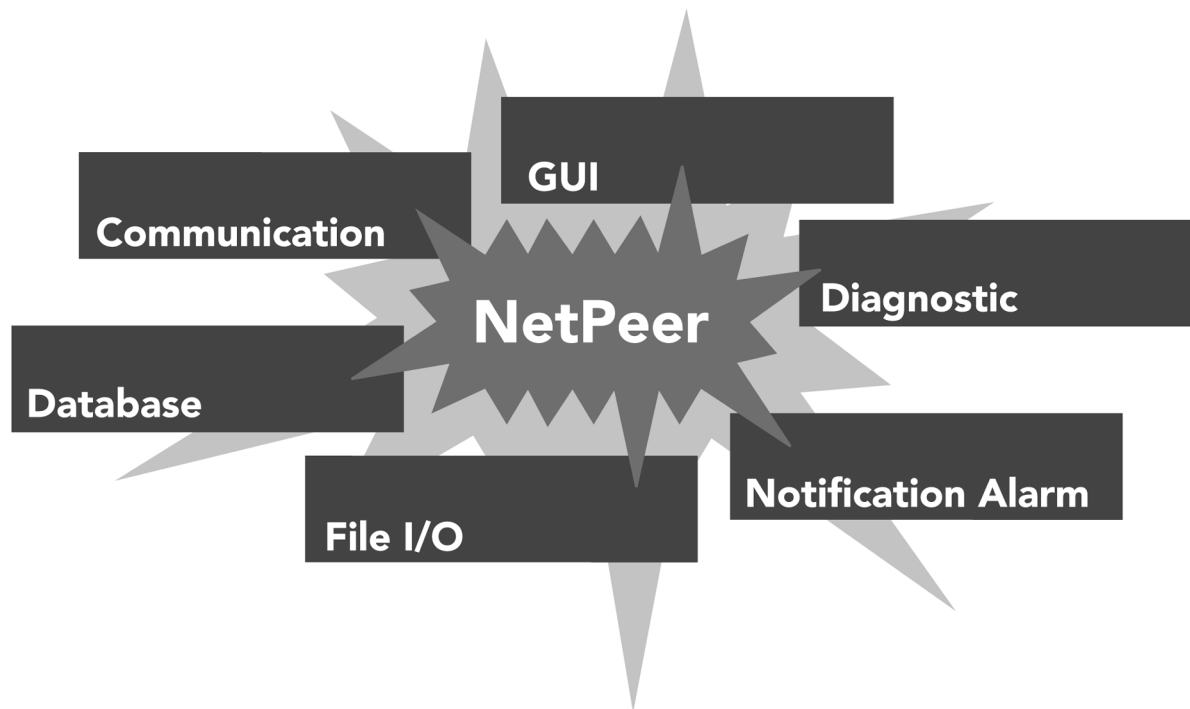 GUI
Communication
Diagnostic
NetPeer
Database
Notification Alarm
File I/O